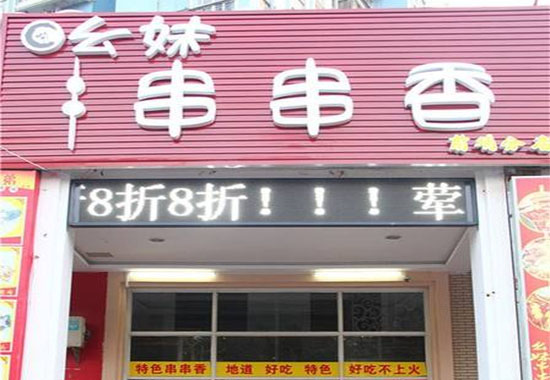 幺妹
串串香
8折8折！！！荤
特色串串香 地道 好吃 特色 好吃不上火